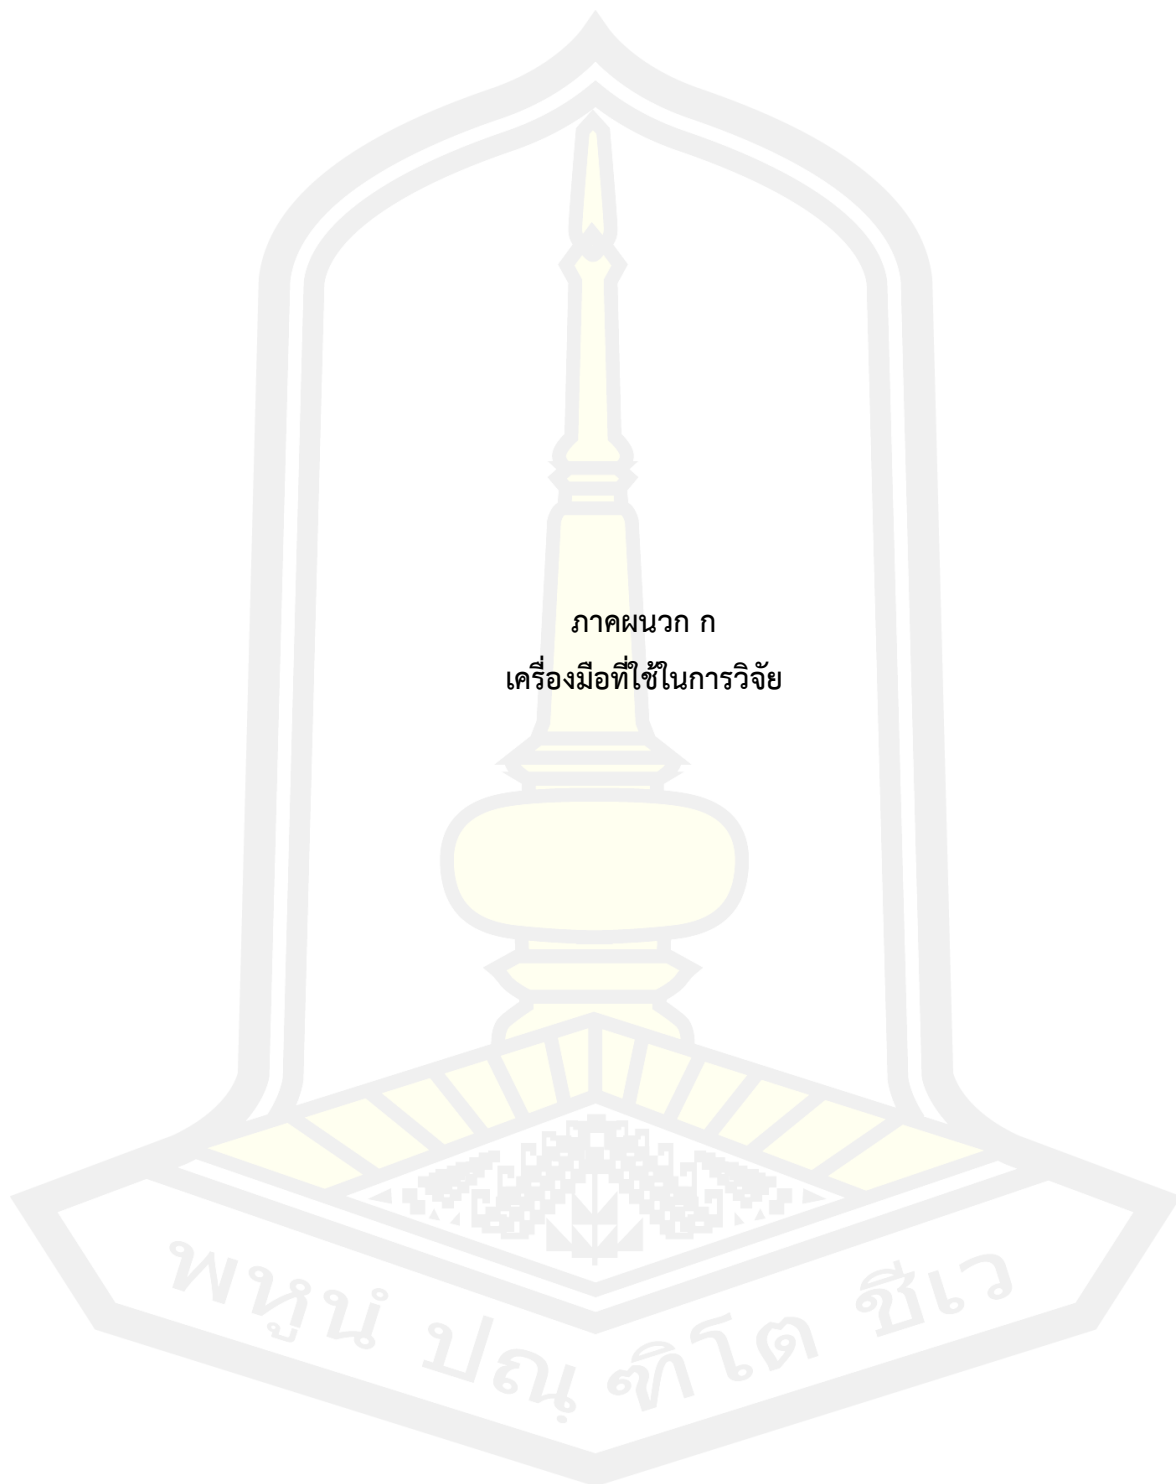 ภาคผนวก ก
เครื่องมือที่ใช้ในการวิจัย
พหูนํ ปณฺฑิโต ชีเว